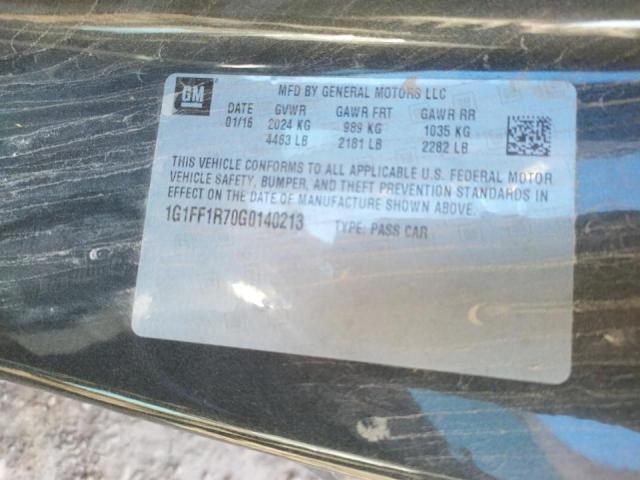 GM
MFD BY GENERAL MOTORS LLC
DATE GVWR GAWR FRT GAWR RR
01/16 2024 KG 989 KG 1035 KG
4463 LB 2181 LB 2282 LB
THIS VEHICLE CONFORMS TO ALL APPLICABLE U.S. FEDERAL MOTOR
VEHICLE SAFETY, BUMPER, AND THEFT PREVENTION STANDARDS IN
EFFECT ON THE DATE OF MANUFACTURE SHOWN ABOVE.
1G1FF1R70G0140213 TYPE: PASS CAR